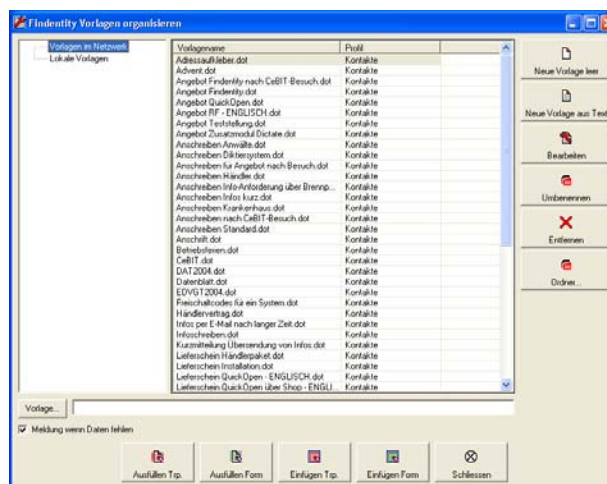 Findentity Vorlagen organisieren
Vorlagen im Netzwerk
Lokale Vorlagen
Vorlagenname Profil
Adressaufkleber.dot Kontakte
Advent.dot Kontakte
Angebot Findentity nach CeBIT-Besuch.dot Kontakte
Angebot Findentity.dot Kontakte
Angebot QuickOpen.dot Kontakte
Angebot RF - ENGLISCH.dot Kontakte
Angebot Teststellung.dot Kontakte
Angebot Zusatzmodul Dictate.dot Kontakte
Anschreiben Anwälte.dot Kontakte
Anschreiben Diktiersystem.dot Kontakte
Anschreiben für Angebot nach Besuch.dot Kontakte
Anschreiben Händler.dot Kontakte
Anschreiben Info-Anforderung über Brennp... Kontakte
Anschreiben Infos kurz.dot Kontakte
Anschreiben Krankenhaus.dot Kontakte
Anschreiben nach CeBIT-Besuch.dot Kontakte
Anschreiben Standard.dot Kontakte
Anschrift.dot Kontakte
Betriebsferien.dot Kontakte
CeBIT.dot Kontakte
DAT2004.dot Kontakte
Datenblatt.dot Kontakte
EDVGT2004.dot Kontakte
Freischaltcodes für ein System.dot Kontakte
Händlervertrag.dot Kontakte
Infos per E-Mail nach langer Zeit.dot Kontakte
Infoschreiben.dot Kontakte
Kurzmitteilung Übersendung von Infos.dot Kontakte
Lieferschein Händlerpaket.dot Kontakte
Lieferschein Installation.dot Kontakte
Lieferschein QuickOpen - ENGLISCH.dot Kontakte
Lieferschein QuickOpen über Shop - ENGLI... Kontakte
Neue Vorlage leer
Neue Vorlage aus Text
Bearbeiten
Umbenennen
Entfernen
Ordner...
Vorlage...
Meldung wenn Daten fehlen
Ausfüllen Trp.
Ausfüllen Form
Einfügen Trp.
Einfügen Form
Schliessen